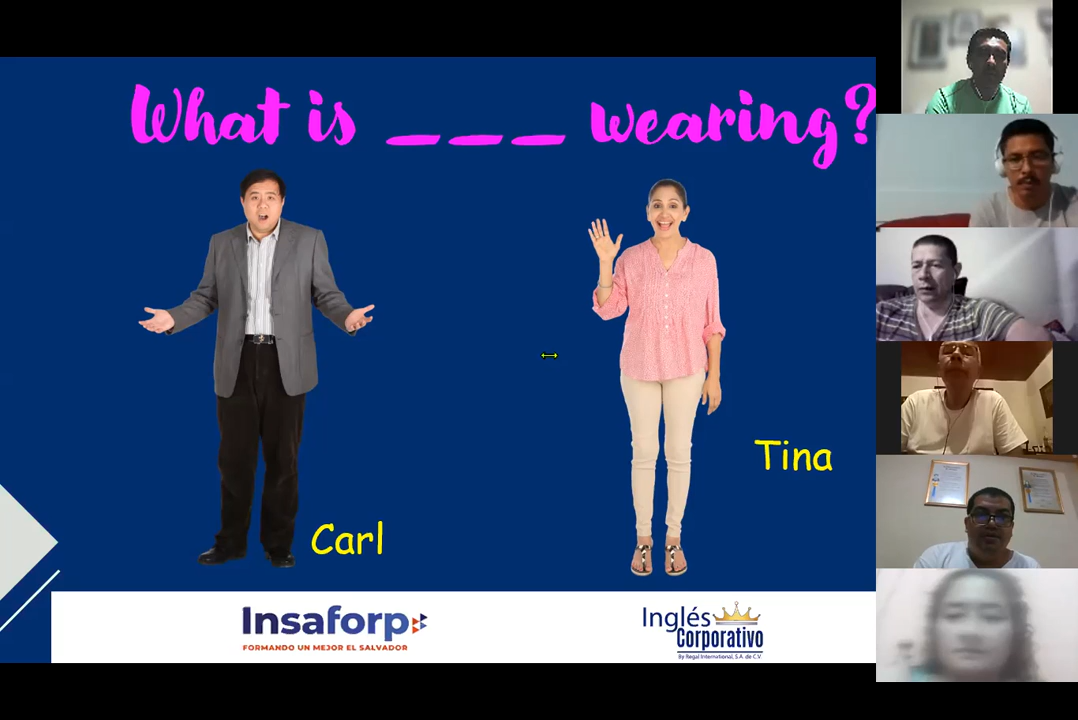 What is ___ wearing?
Tina
Carl
Insaforp
FORMANDO UN MEJOR EL SALVADOR
Inglés
Corporativo
By Regal International, S.A. de C.V.